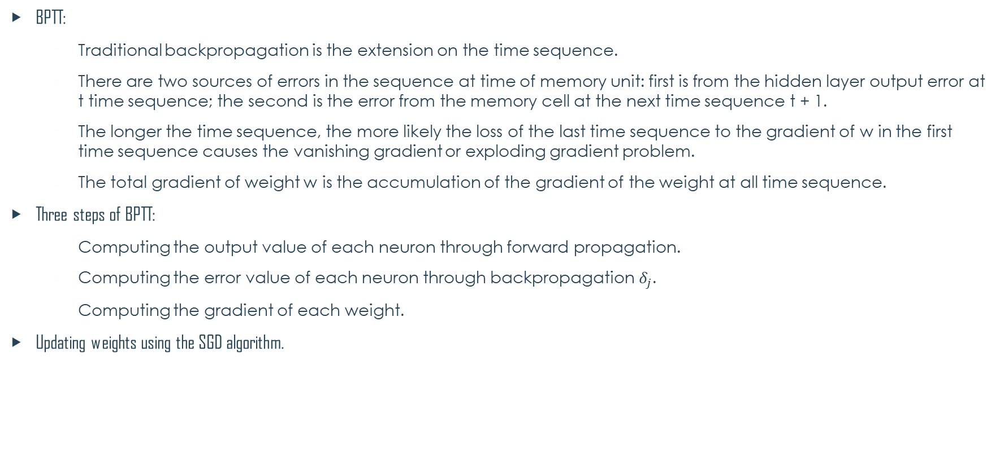 BPTT:
Traditional backpropagation is the extension on the time sequence.
There are two sources of errors in the sequence at time of memory unit: first is from the hidden layer output error at
t time sequence; the second is the error from the memory cell at the next time sequence t + 1.
The longer the time sequence, the more likely the loss of the last time sequence to the gradient of w in the first
time sequence causes the vanishing gradient or exploding gradient problem.
The total gradient of weight w is the accumulation of the gradient of the weight at all time sequence.
Three steps of BPTT:
Computing the output value of each neuron through forward propagation.
Computing the error value of each neuron through backpropagation δⱼ.
Computing the gradient of each weight.
Updating weights using the SGD algorithm.